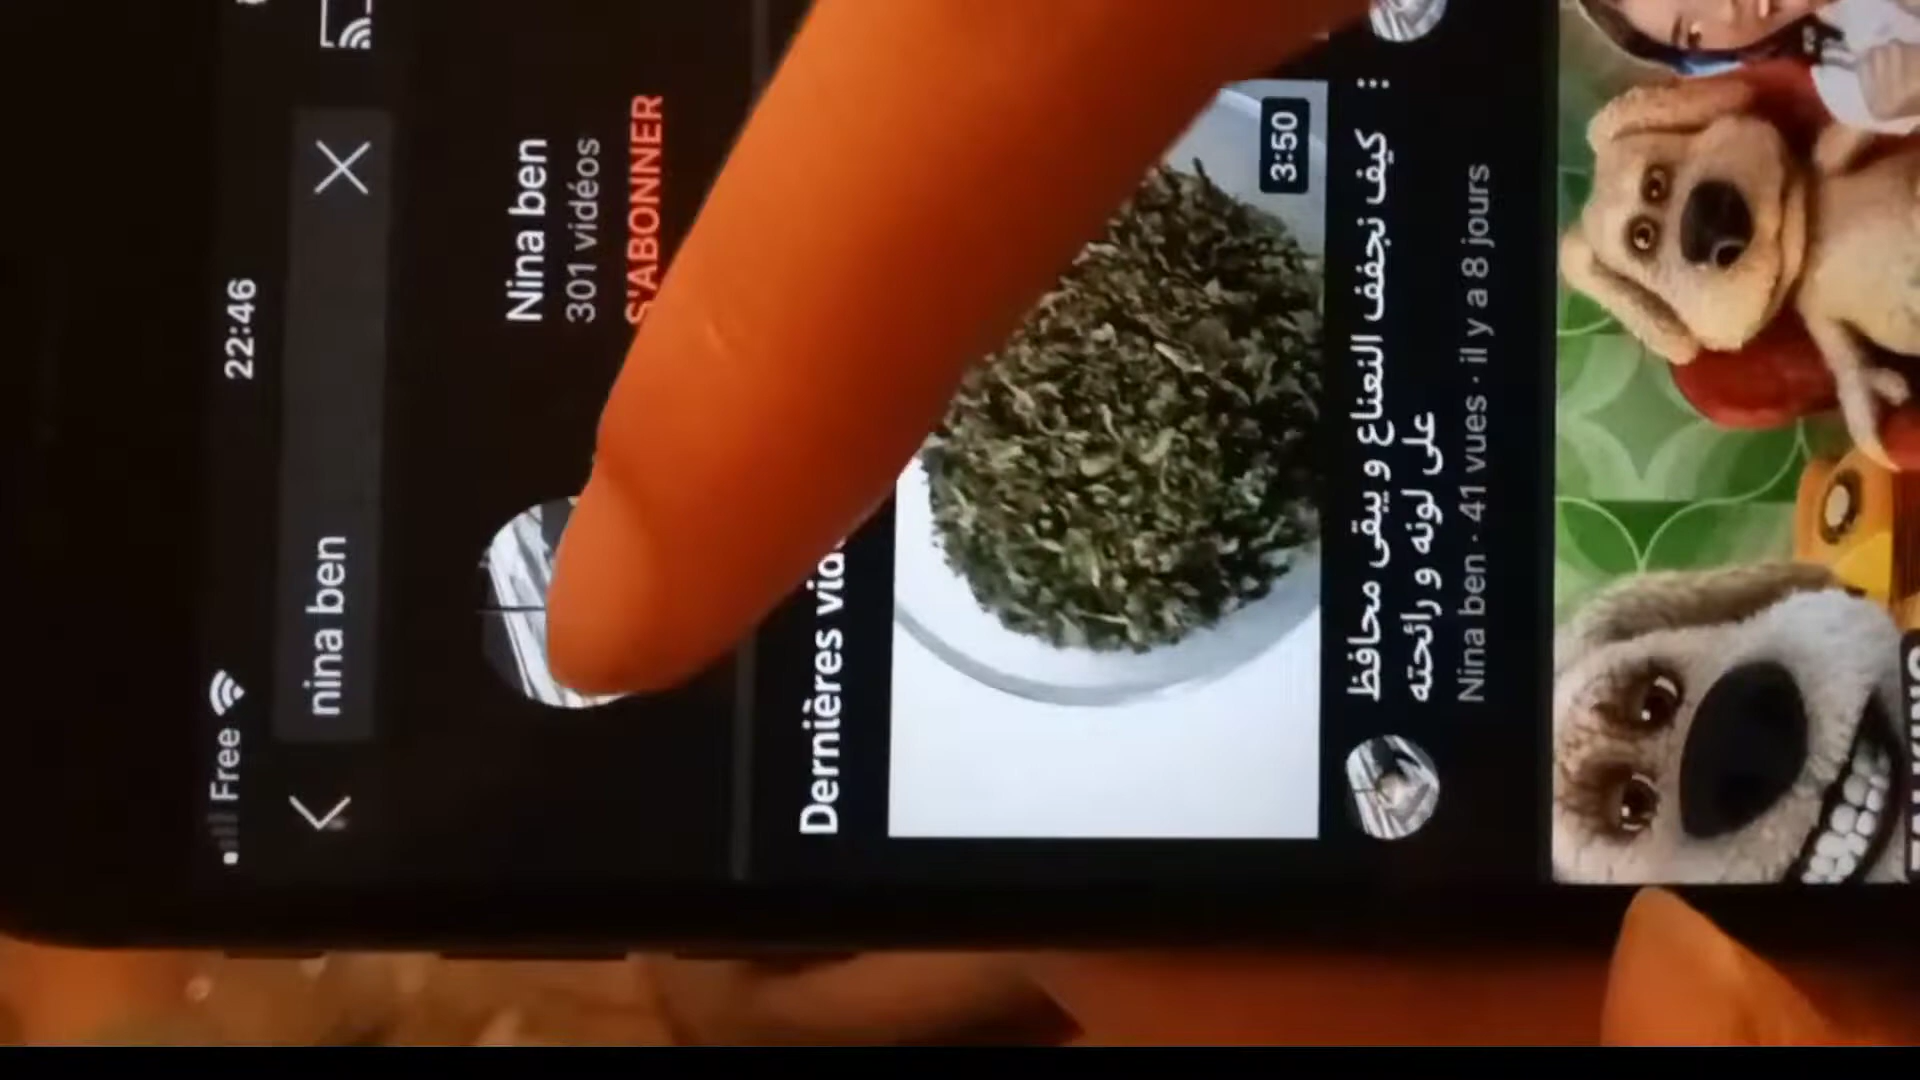 Free 22:46
nina ben
Nina ben
301 vidéos
S'ABONNER
Dernières
3:50
كيف نجفف النعناع و يبقى محافظ
على لونه و رائحته
Nina ben · 41 vues · il y a 8 jours